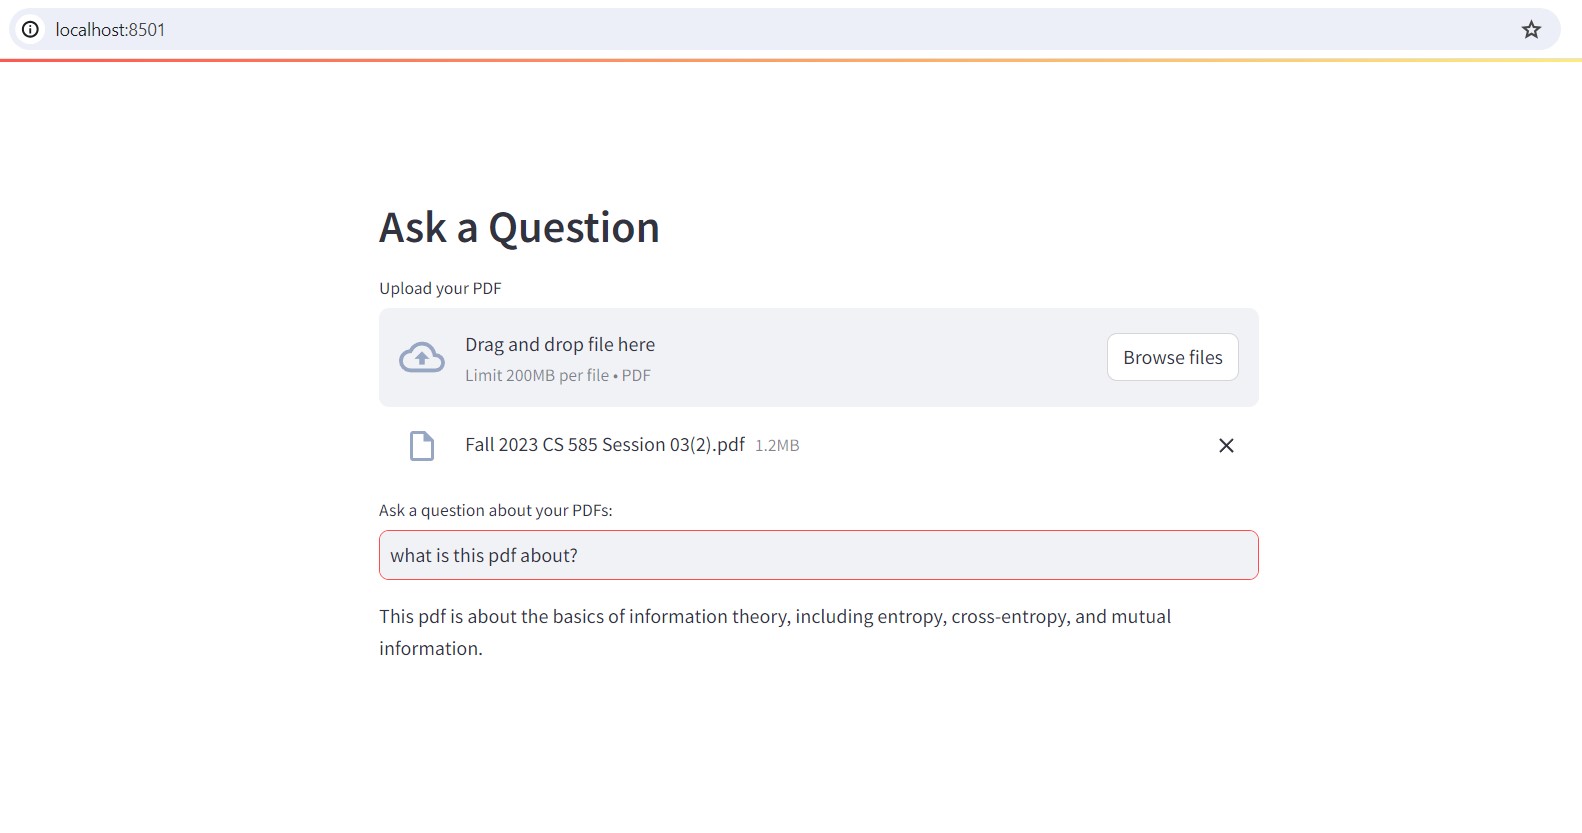 localhost:8501
Ask a Question
Upload your PDF
Drag and drop file here
Limit 200MB per file • PDF
Browse files
Fall 2023 CS 585 Session 03(2).pdf 1.2MB
Ask a question about your PDFs:
what is this pdf about?
This pdf is about the basics of information theory, including entropy, cross-entropy, and mutual
information.